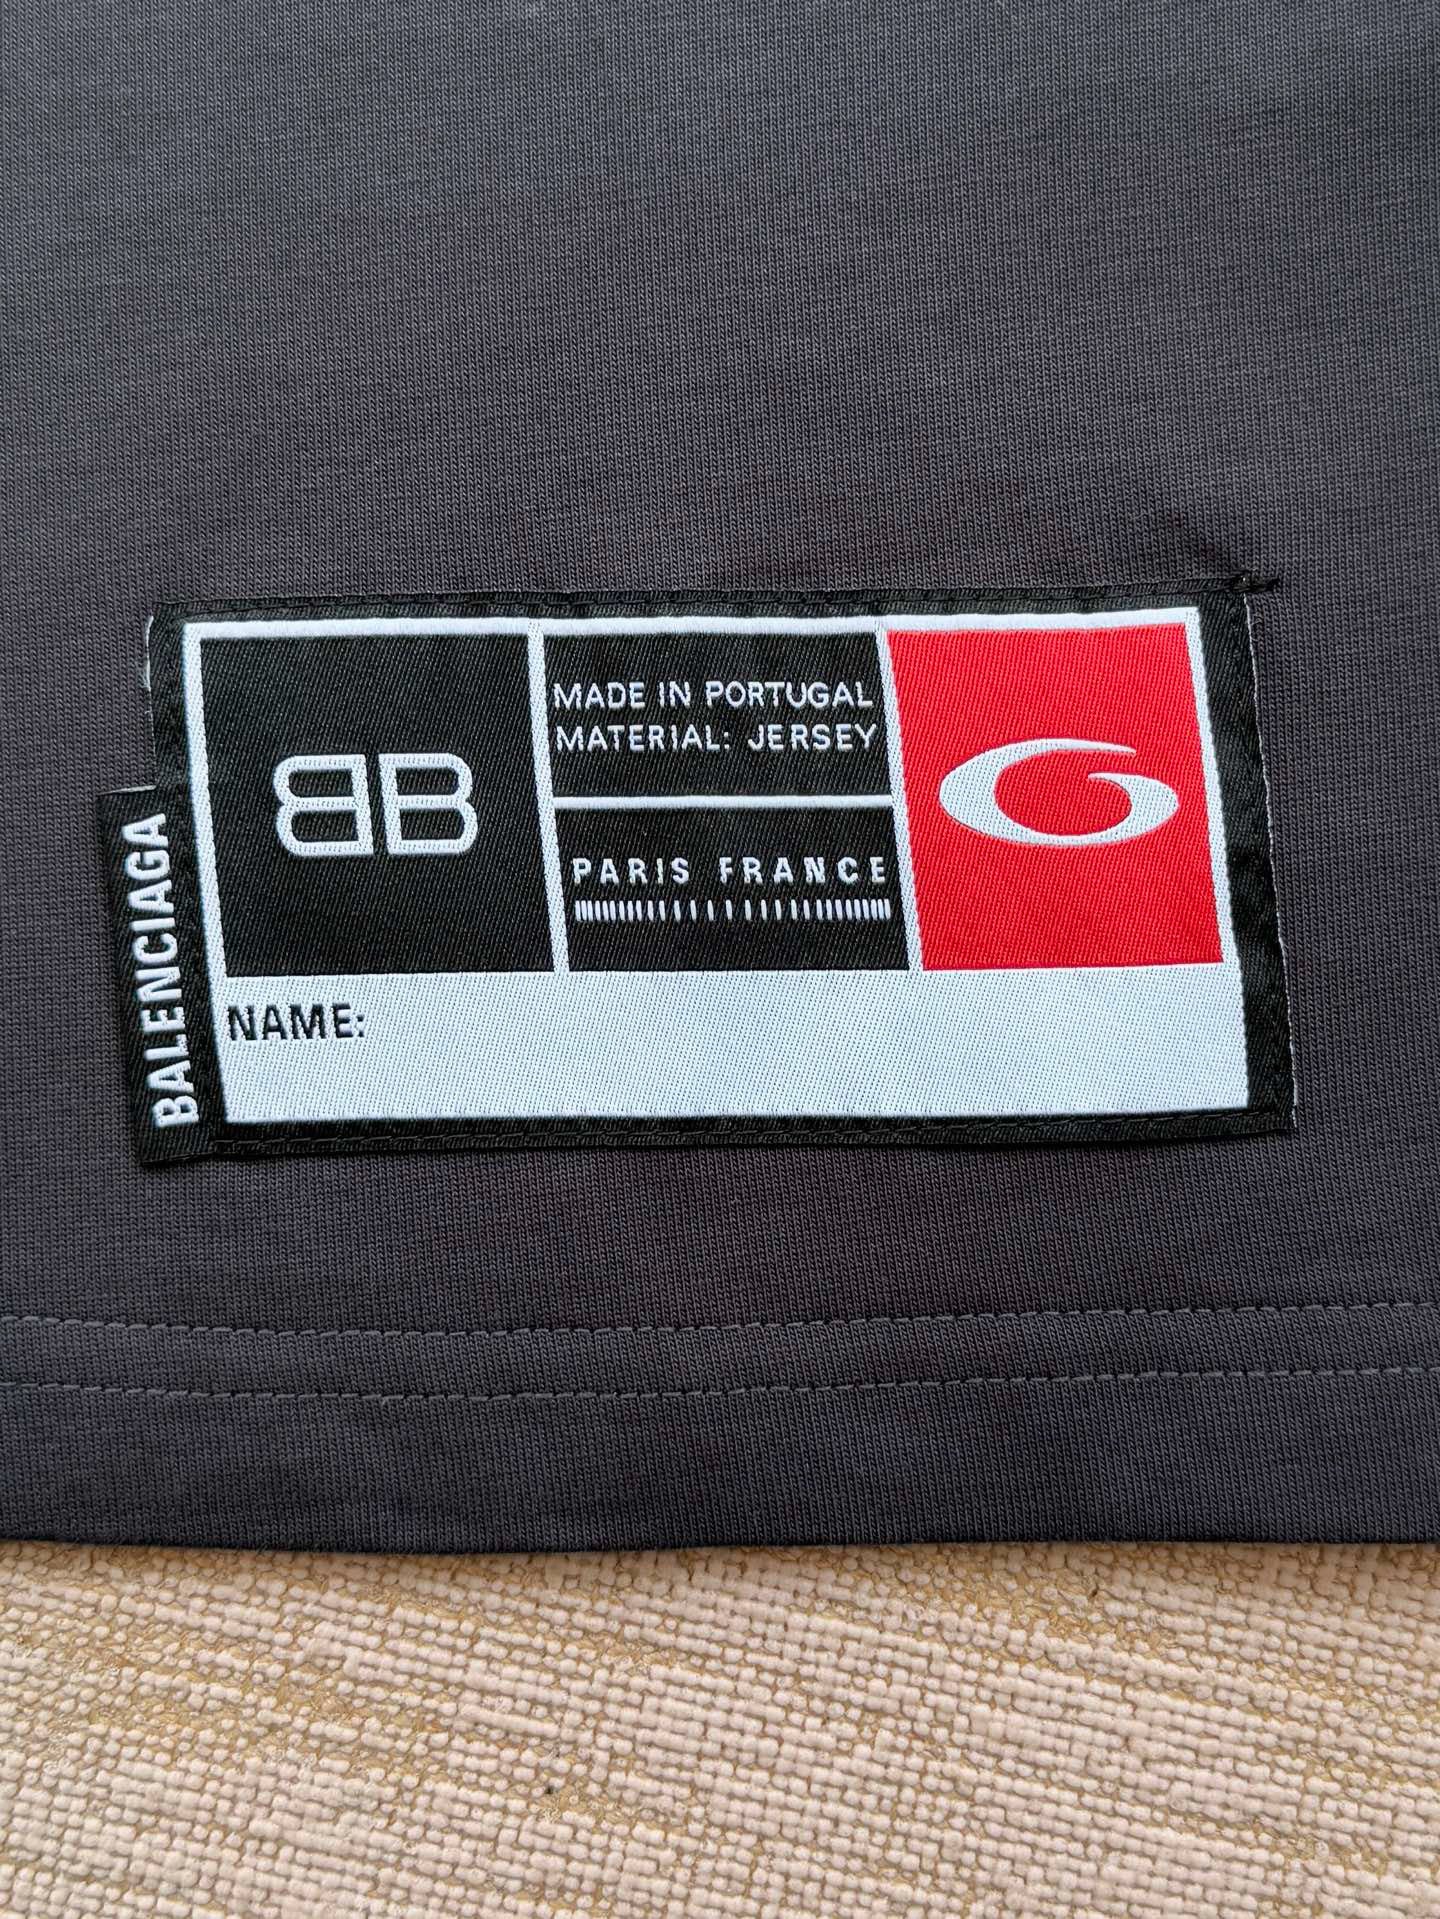 BALENCIAGA
BB
MADE IN PORTUGAL
MATERIAL: JERSEY
PARIS FRANCE
NAME: